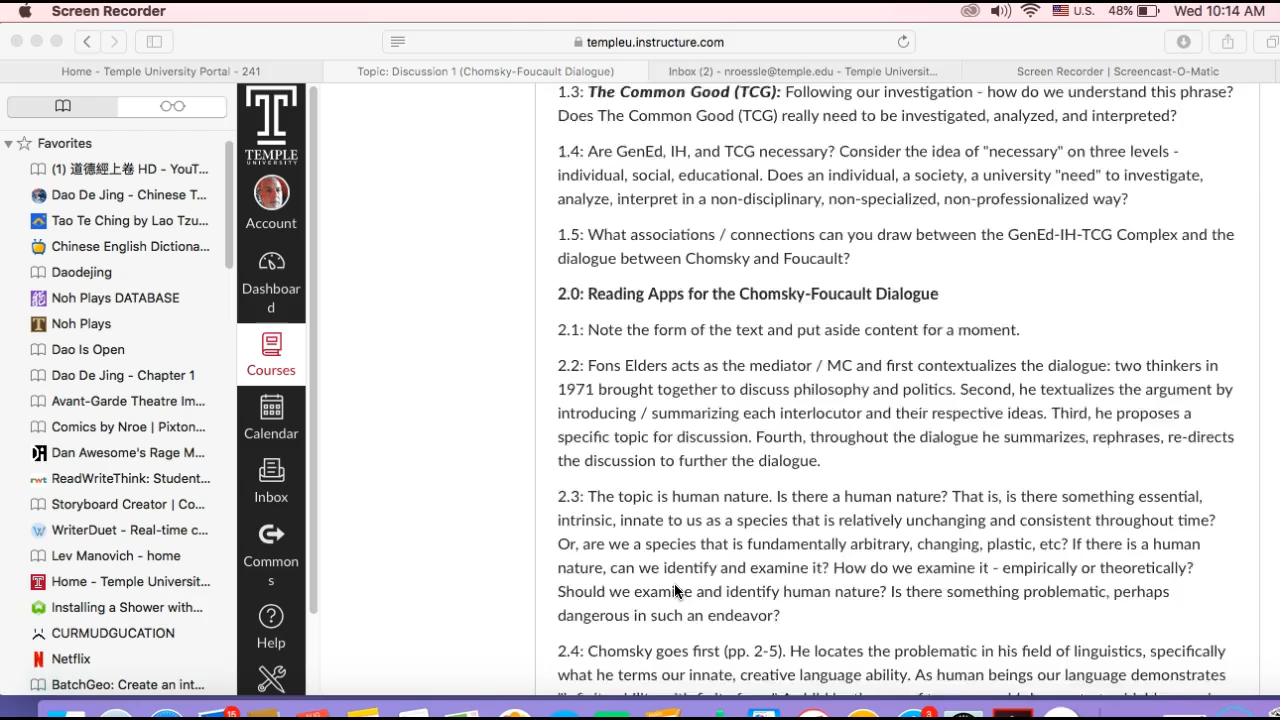 Screen Recorder
U.S. 48% Wed 10:14 AM
templeu.instructure.com
Home - Temple University Portal - 241
Topic: Discussion 1 (Chomsky-Foucault Dialogue)
Inbox (2) - nroessle@temple.edu - Temple Universit...
Screen Recorder | Screencast-O-Matic
Favorites
(1) 道德經上卷 HD - YouT...
Dao De Jing - Chinese T...
Tao Te Ching by Lao Tzu...
Chinese English Dictiona...
Daodejing
Noh Plays DATABASE
Noh Plays
Dao Is Open
Dao De Jing - Chapter 1
Avant-Garde Theatre Im...
Comics by Nroe | Pixton...
Dan Awesome's Rage M...
rwt ReadWriteThink: Student...
Storyboard Creator | Co...
WriterDuet - Real-time c...
Lev Manovich - home
Home - Temple Universit...
Installing a Shower with...
CURMUDGUCATION
Netflix
BatchGeo: Create an int...
TEMPLE
UNIVERSITY
Account
Dashboar
d
Courses
Calendar
Inbox
Common
s
Help
1.3: The Common Good (TCG): Following our investigation - how do we understand this phrase?
Does The Common Good (TCG) really need to be investigated, analyzed, and interpreted?
1.4: Are GenEd, IH, and TCG necessary? Consider the idea of "necessary" on three levels -
individual, social, educational. Does an individual, a society, a university "need" to investigate,
analyze, interpret in a non-disciplinary, non-specialized, non-professionalized way?
1.5: What associations / connections can you draw between the GenEd-IH-TCG Complex and the
dialogue between Chomsky and Foucault?
2.0: Reading Apps for the Chomsky-Foucault Dialogue
2.1: Note the form of the text and put aside content for a moment.
2.2: Fons Elders acts as the mediator / MC and first contextualizes the dialogue: two thinkers in
1971 brought together to discuss philosophy and politics. Second, he textualizes the argument by
introducing / summarizing each interlocutor and their respective ideas. Third, he proposes a
specific topic for discussion. Fourth, throughout the dialogue he summarizes, rephrases, re-directs
the discussion to further the dialogue.
2.3: The topic is human nature. Is there a human nature? That is, is there something essential,
intrinsic, innate to us as a species that is relatively unchanging and consistent throughout time?
Or, are we a species that is fundamentally arbitrary, changing, plastic, etc? If there is a human
nature, can we identify and examine it? How do we examine it - empirically or theoretically?
Should we examine and identify human nature? Is there something problematic, perhaps
dangerous in such an endeavor?
2.4: Chomsky goes first (pp. 2-5). He locates the problematic in his field of linguistics, specifically
what he terms our innate, creative language ability. As human beings our language demonstrates
15
3